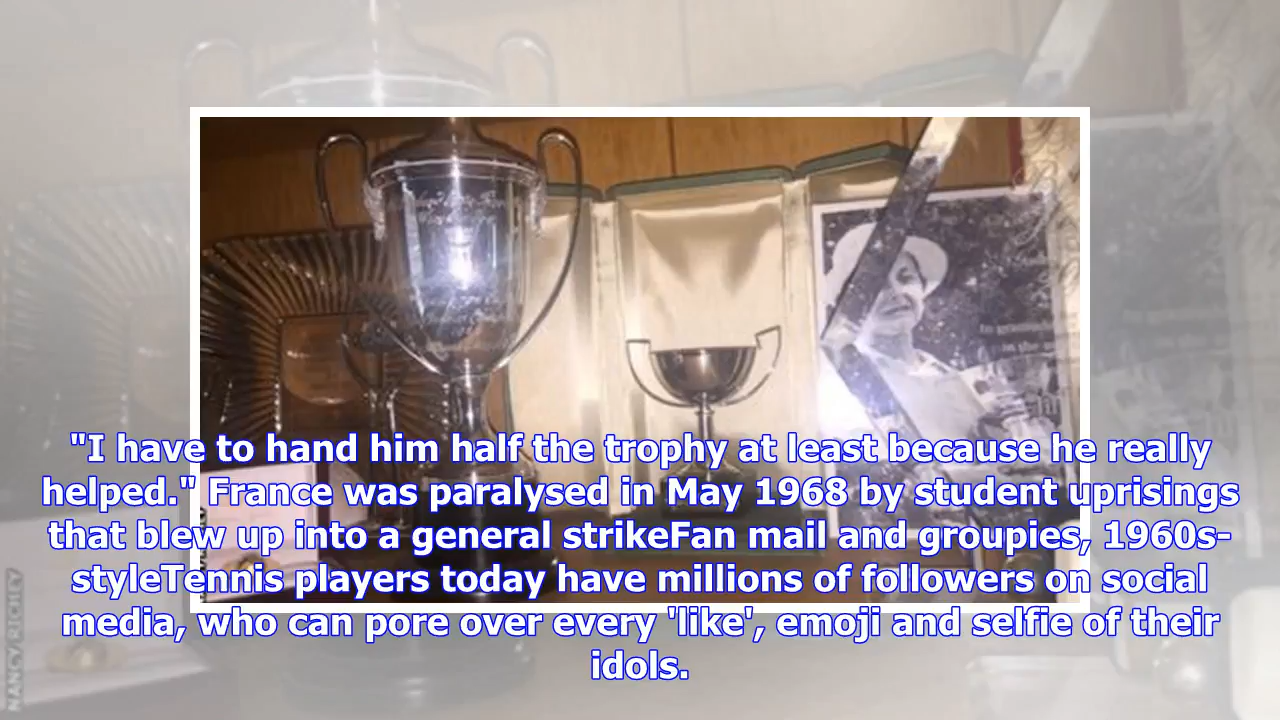 "I have to hand him half the trophy at least because he really
helped." France was paralysed in May 1968 by student uprisings
that blew up into a general strikeFan mail and groupies, 1960s-
styleTennis players today have millions of followers on social
media, who can pore over every 'like', emoji and selfie of their
idols.
NANCY RICHEY